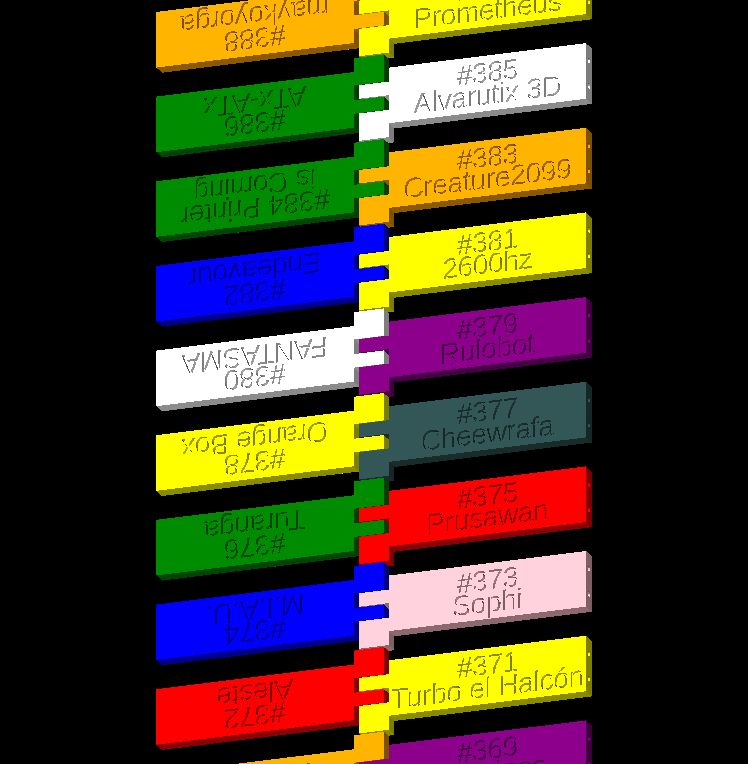 Prometheus
#388
maykoyorga
#385
Alvarutix 3D
#386
ATx-ATx
#383
Creature2099
#384 Printer
is Coming
#381
2600hz
#382
Endeavour
#379
Rulobot
#380
FANTASMA
#377
Cheewrafa
#378
Orange Box
#375
Prusawan
#376
Turanga
#373
Sophi
#374
M.I.A.U.
#371
Turbo el Halcón
#372
Aleste
#369